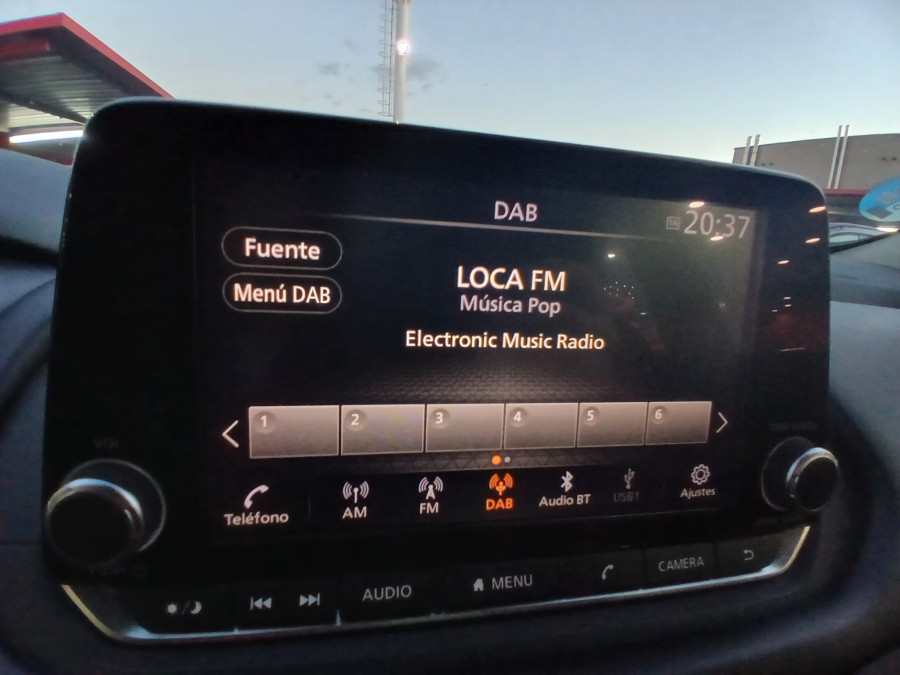 DAB
20:37
Fuente
Menú DAB
LOCA FM
Música Pop
Electronic Music Radio
1 2 3 4 5 6
Teléfono AM FM DAB Audio BT USB1 Ajustes
VOL
AUDIO MENU CAMERA